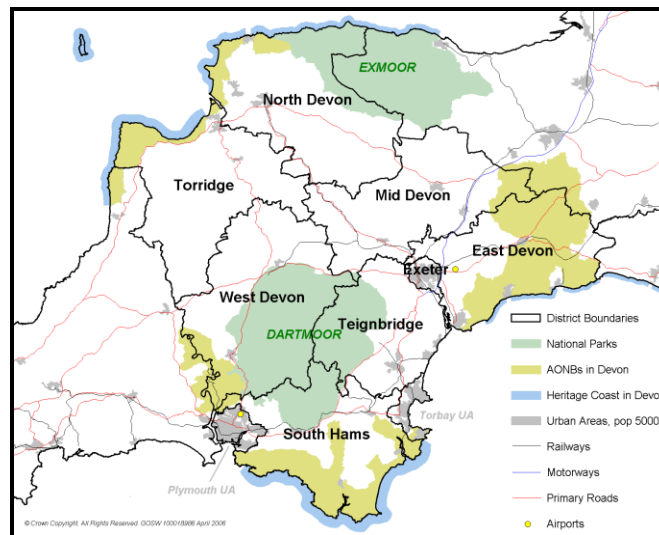 EXMOOR
North Devon
Torridge
Mid Devon
East Devon
Exeter
West Devon
DARTMOOR
Teignbridge
Torbay UA
South Hams
Plymouth UA
District Boundaries
National Parks
AONBs in Devon
Heritage Coast in Devo
Urban Areas, pop 5000
Railways
Motorways
Primary Roads
Airports
© Crown Copyright. All Rights Reserved. GOSW 100018986 April 2006